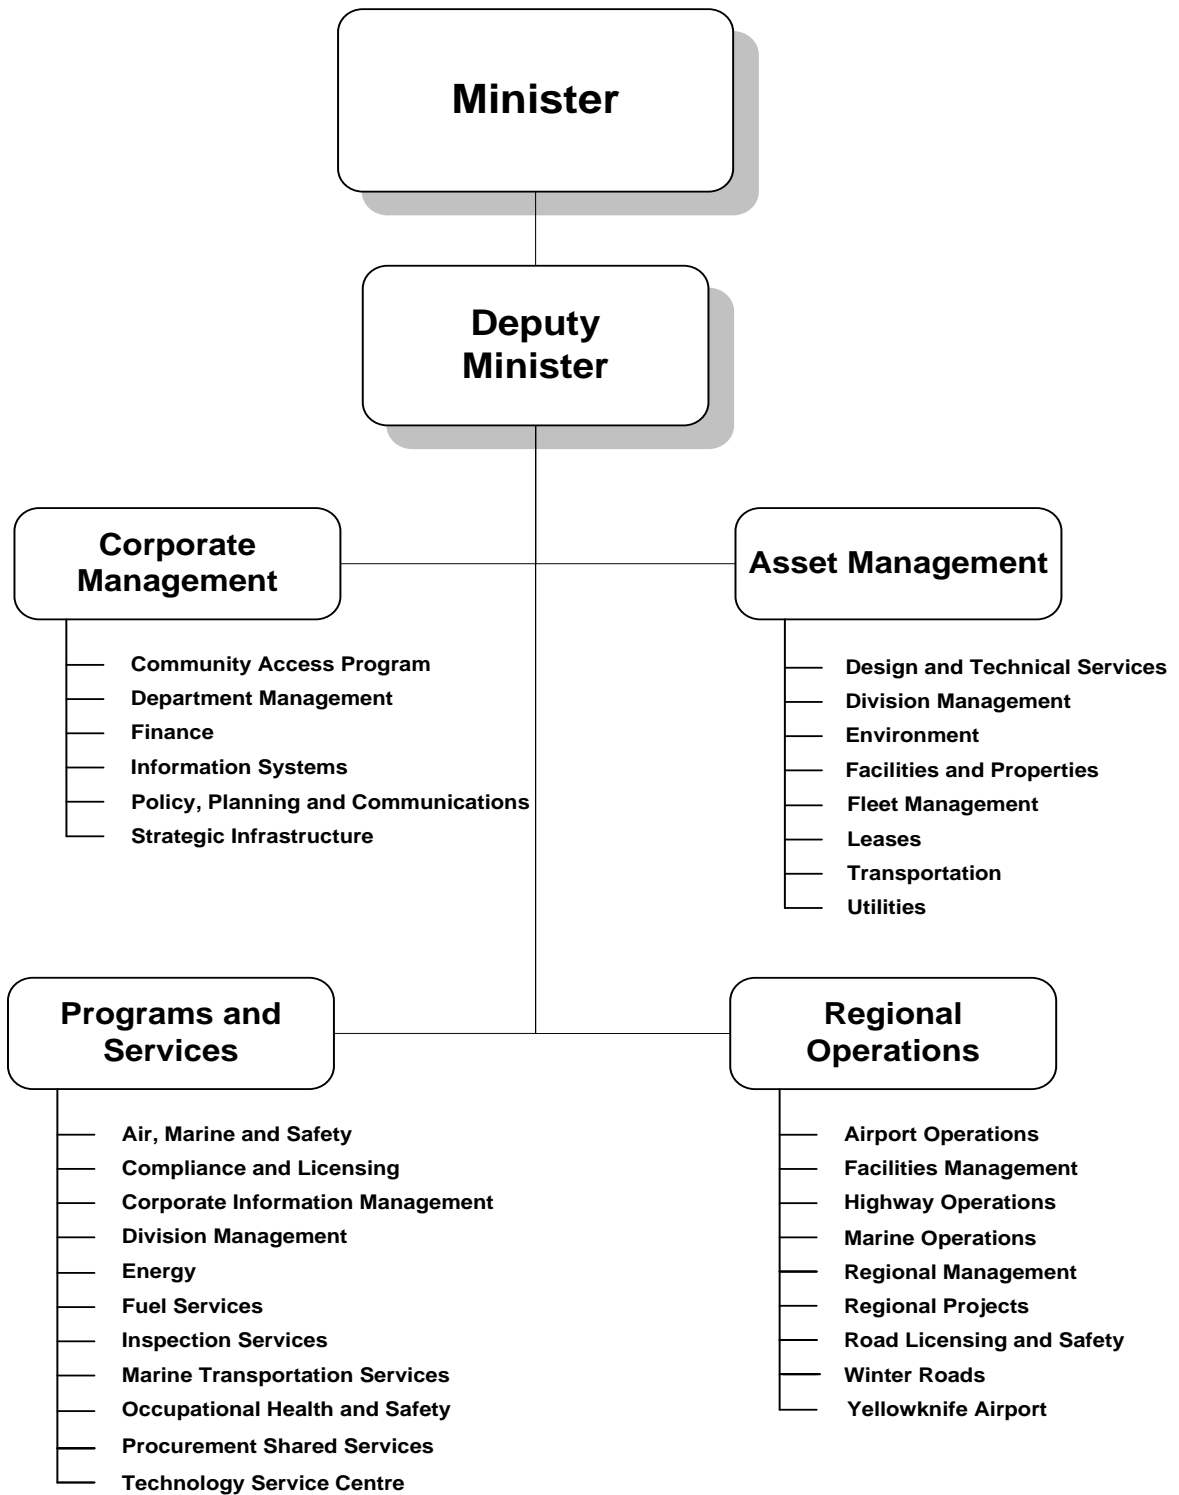 Minister
Deputy
Minister
Corporate
Management
Community Access Program
Department Management
Finance
Information Systems
Policy, Planning and Communications
Strategic Infrastructure
Asset Management
Design and Technical Services
Division Management
Environment
Facilities and Properties
Fleet Management
Leases
Transportation
Utilities
Programs and
Services
Air, Marine and Safety
Compliance and Licensing
Corporate Information Management
Division Management
Energy
Fuel Services
Inspection Services
Marine Transportation Services
Occupational Health and Safety
Procurement Shared Services
Technology Service Centre
Regional
Operations
Airport Operations
Facilities Management
Highway Operations
Marine Operations
Regional Management
Regional Projects
Road Licensing and Safety
Winter Roads
Yellowknife Airport